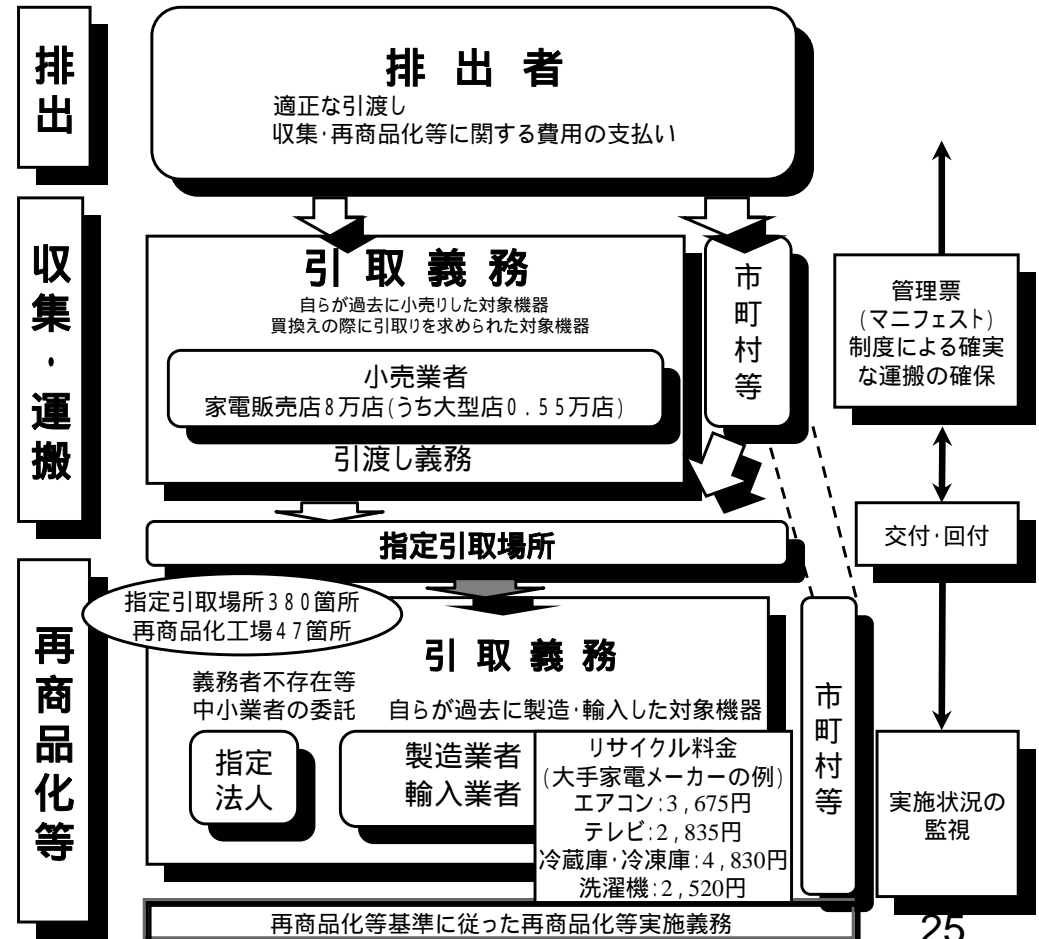 排出
排 出 者
適正な引渡し
収集・再商品化等に関する費用の支払い
収集・運搬
引 取 義 務
自らが過去に小売りした対象機器
買換えの際に引取りを求められた対象機器
小売業者
家電販売店8万店(うち大型店0.55万店)
引渡し義務
市町村等
管理票
(マニフェスト)
制度による確実
な運搬の確保
交付・回付
指定引取場所
再商品化等
指定引取場所380箇所
再商品化工場47箇所
引 取 義 務
義務者不存在等
中小業者の委託
自らが過去に製造・輸入した対象機器
指定
法人
製造業者
輸入業者
リサイクル料金
(大手家電メーカーの例)
エアコン:3,675円
テレビ:2,835円
冷蔵庫・冷凍庫:4,830円
洗濯機:2,520円
市町村等
実施状況の
監視
再商品化等基準に従った再商品化等実施義務
25